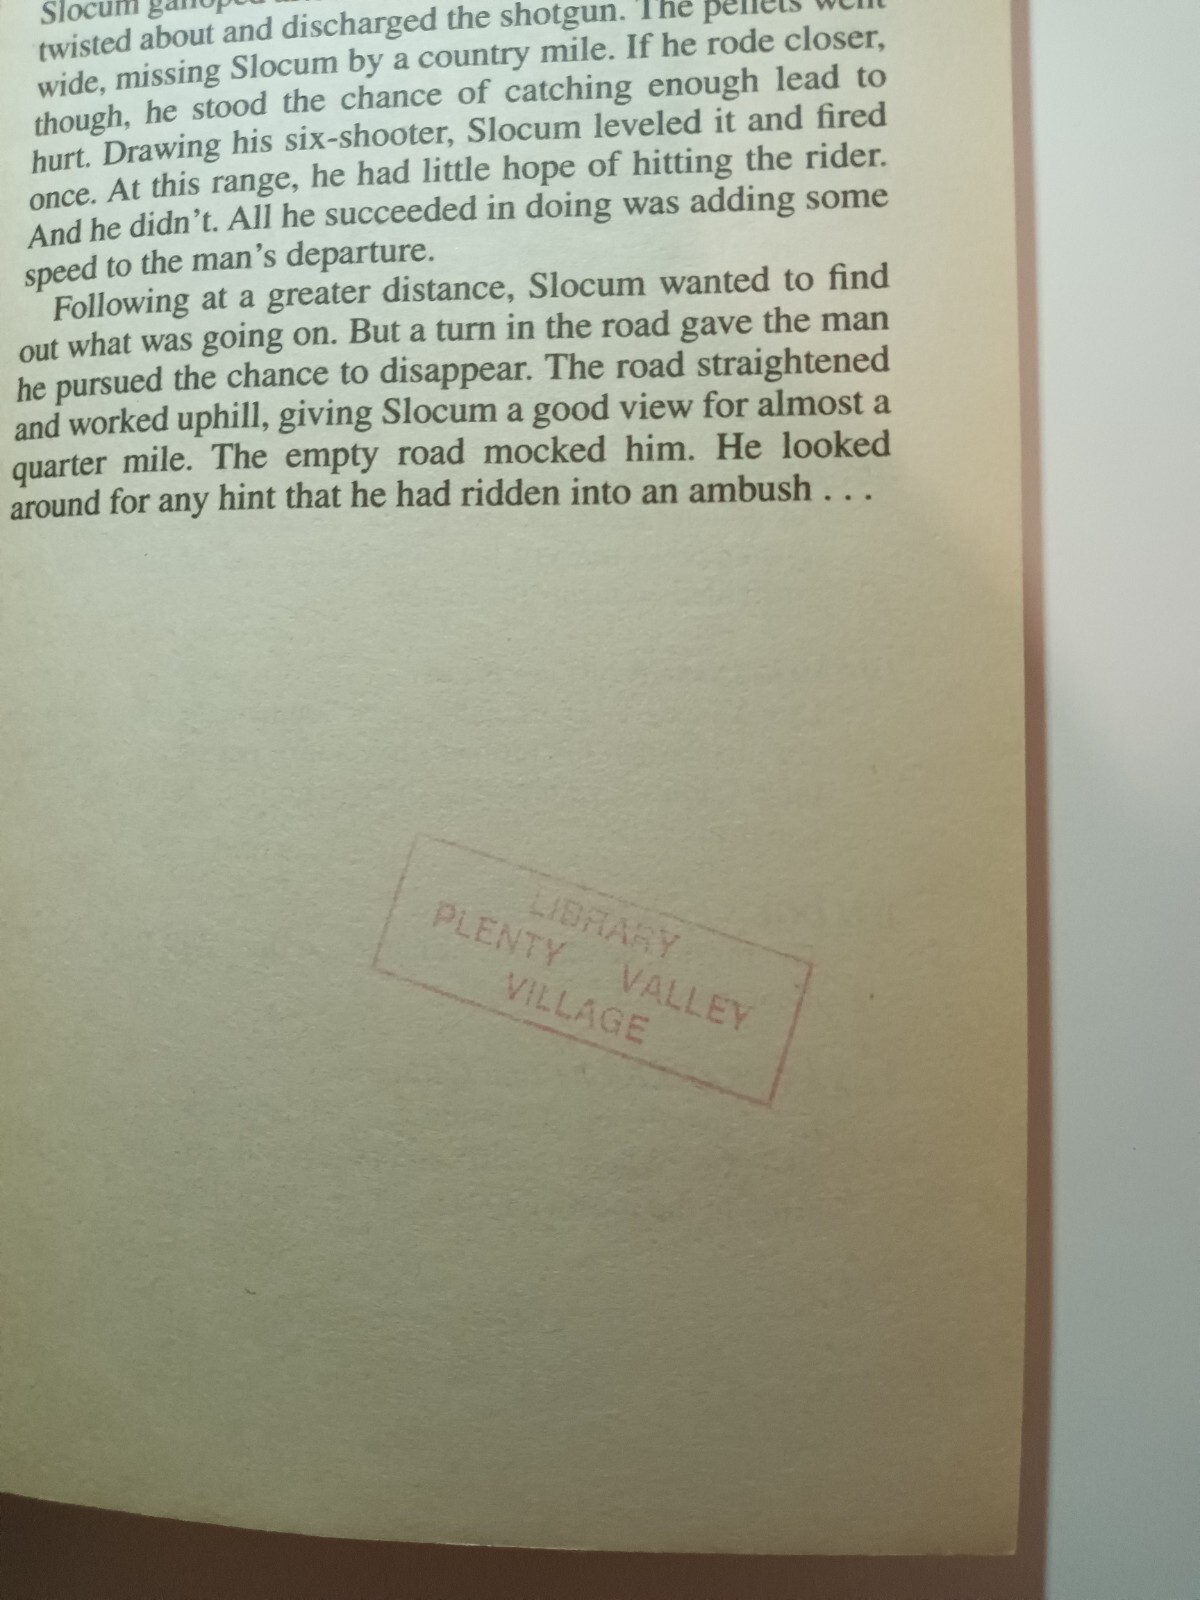 Slocum galloped
twisted about and discharged the shotgun. The pellets went
wide, missing Slocum by a country mile. If he rode closer,
though, he stood the chance of catching enough lead to
hurt. Drawing his six-shooter, Slocum leveled it and fired
once. At this range, he had little hope of hitting the rider.
And he didn't. All he succeeded in doing was adding some
speed to the man's departure.
Following at a greater distance, Slocum wanted to find
out what was going on. But a turn in the road gave the man
he pursued the chance to disappear. The road straightened
and worked uphill, giving Slocum a good view for almost a
quarter mile. The empty road mocked him. He looked
around for any hint that he had ridden into an ambush . . .
LIBRARY
PLENTY VALLEY
VILLAGE